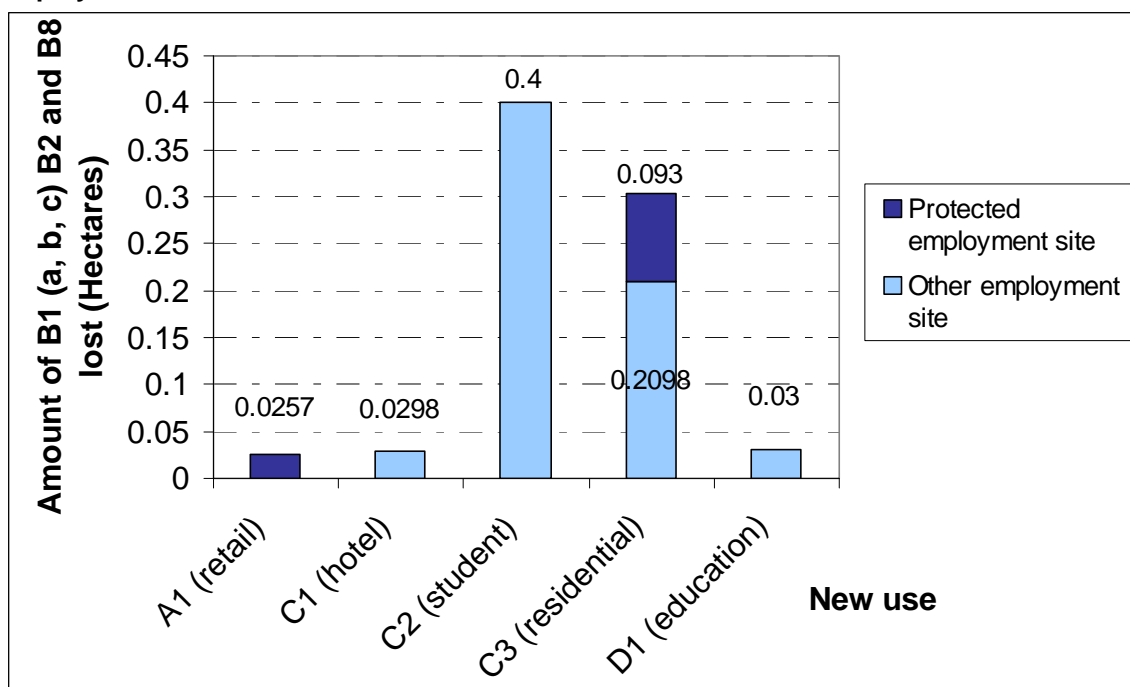 Amount of B1 (a, b, c) B2 and B8
lost (Hectares)
0.45
0.4
0.35
0.3
0.25
0.2
0.15
0.1
0.05
0
0.0257
0.0298
0.4
0.093
0.2098
0.03
A1 (retail)
C1 (hotel)
C2 (student)
C3 (residential)
D1 (education)
New use
Protected
employment site
Other employment
site